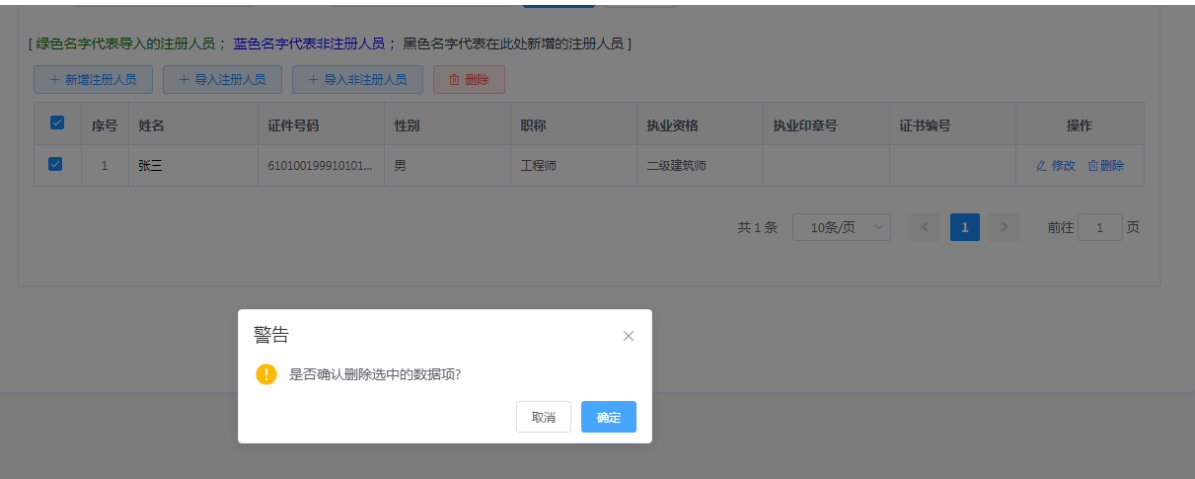 [ 绿色名字代表导入的注册人员； 蓝色名字代表非注册人员； 黑色名字代表在此处新增的注册人员 ]
+ 新增注册人员 + 导入注册人员 + 导入非注册人员 删除
序号 姓名 证件号码 性别 职称 执业资格 执业印章号 证书编号 操作
1 张三 610100199910101... 男 工程师 二级建筑师 修改 删除
共 1 条 10条/页 < 1 > 前往 1 页
警告
是否确认删除选中的数据项?
取消 确定